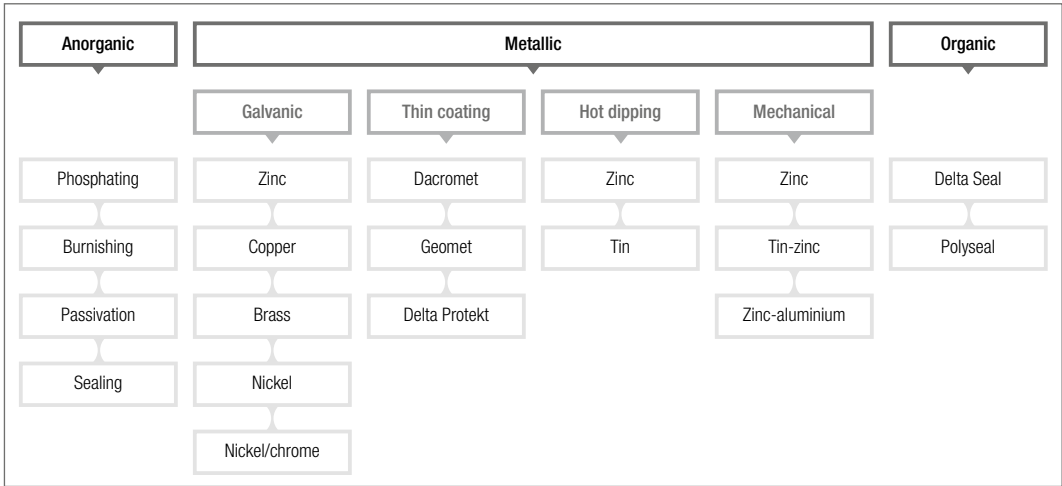 Anorganic
Metallic
Organic
Galvanic
Thin coating
Hot dipping
Mechanical
Phosphating
Zinc
Dacromet
Zinc
Zinc
Delta Seal
Burnishing
Copper
Geomet
Tin
Tin-zinc
Polyseal
Passivation
Brass
Delta Protekt
Zinc-aluminium
Sealing
Nickel
Nickel/chrome